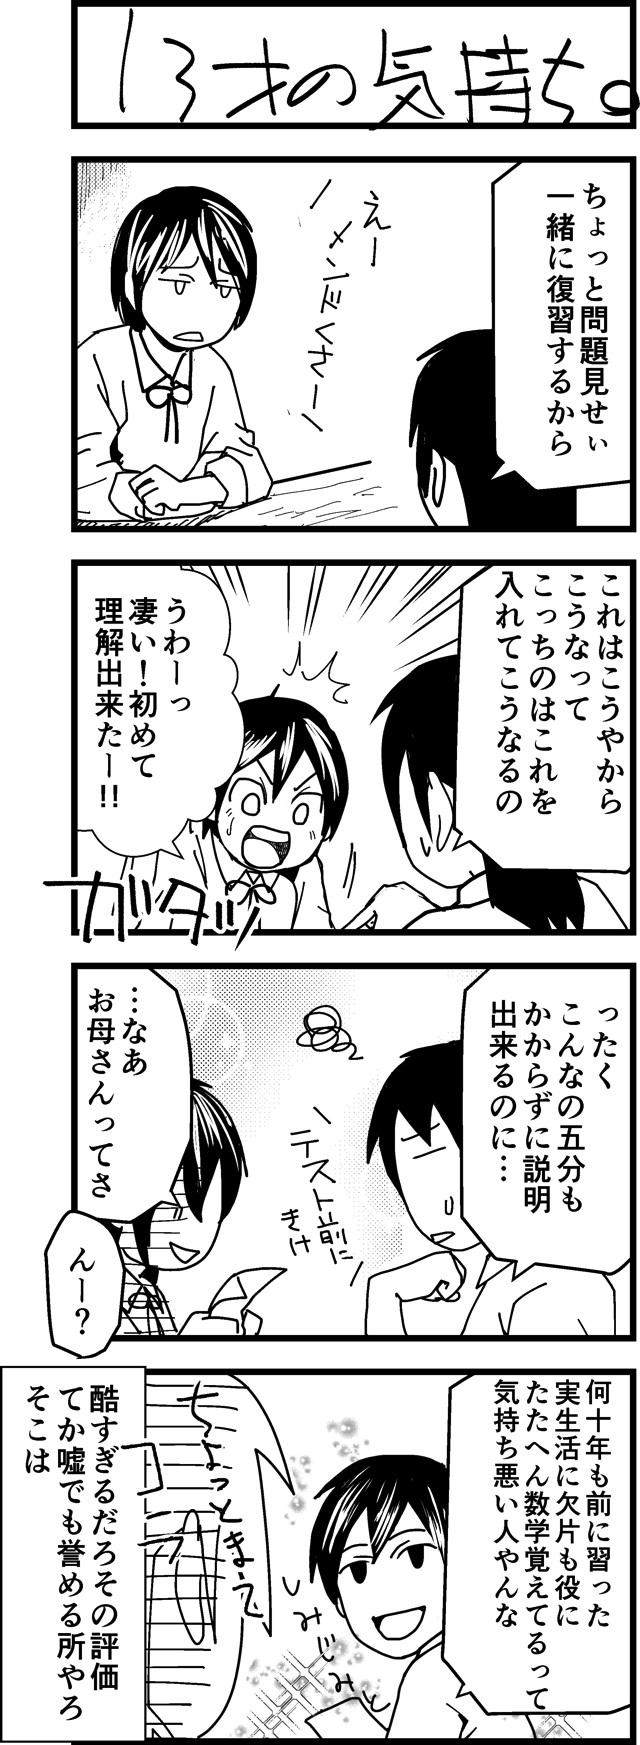 13才の気持ち。
ちょっと問題見せぃ
一緒に復習するから
えー
メンドくさー
これはこうやから
こうなって
こっちのはこれを
入れてこうなるの
うわーっ
凄い！初めて
理解出来たー!!
ガタッ
ったく
こんなの五分も
かからずに説明
出来るのに…
テスト前に
きけ
…なあ
お母さんってさ
んー？
何十年も前に習った
実生活に欠片も役に
たたへん数学覚えてるって
気持ち悪い人やんな
しみじみと
ちょっとまて
コラ
酷すぎるだろその評価
てか嘘でも誉める所やろ
そこは